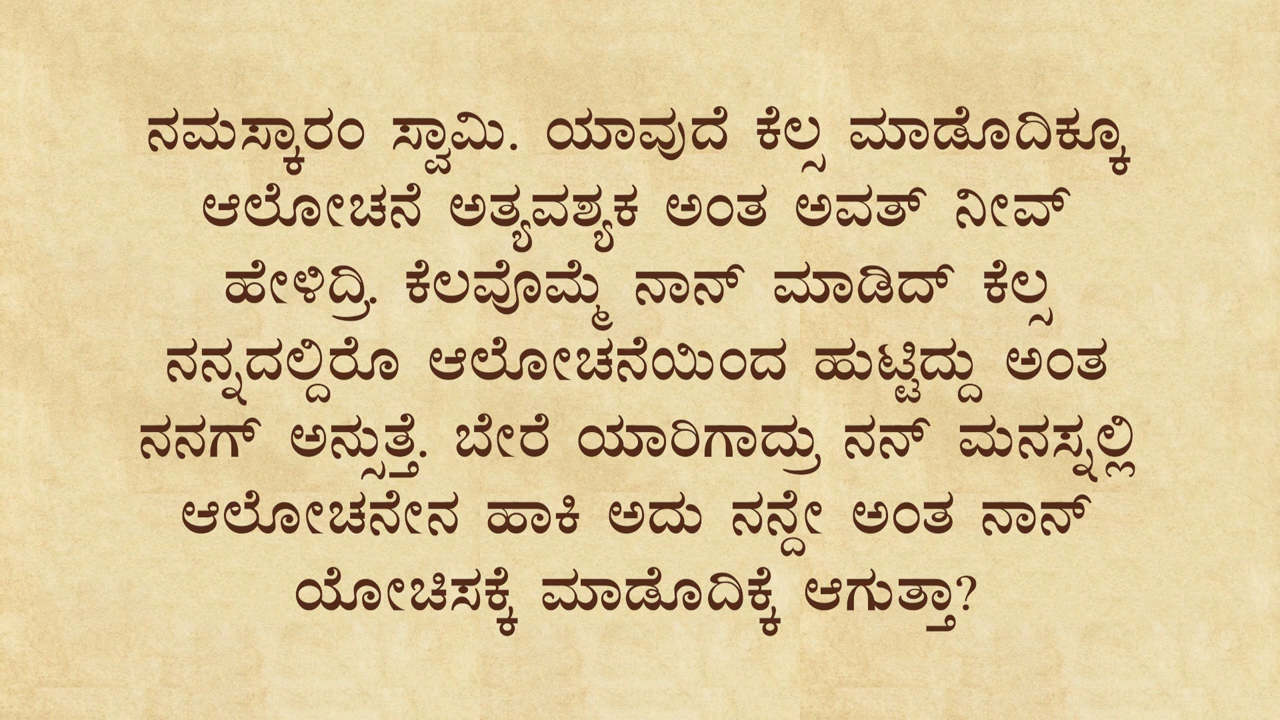 ನಮಸ್ಕಾರಂ ಸ್ವಾಮಿ. ಯಾವುದೆ ಕೆಲ್ಸ ಮಾಡೊದಿಕ್ಕೂ
ಆಲೋಚನೆ ಅತ್ಯವಶ್ಯಕ ಅಂತ ಅವತ್ ನೀವ್
ಹೇಳಿದ್ರಿ. ಕೆಲವೊಮ್ಮೆ ನಾನ್ ಮಾಡಿದ್ ಕೆಲ್ಸ
ನನ್ನದಲ್ದಿರೊ ಆಲೋಚನೆಯಿಂದ ಹುಟ್ಟಿದ್ದು ಅಂತ
ನನಗ್ ಅನ್ಸುತ್ತೆ. ಬೇರೆ ಯಾರಿಗಾದ್ರು ನನ್ ಮನಸ್ನಲ್ಲಿ
ಆಲೋಚನೇನ ಹಾಕಿ ಅದು ನನ್ದೇ ಅಂತ ನಾನ್
ಯೋಚಿಸಕ್ಕೆ ಮಾಡೊದಿಕ್ಕೆ ಆಗುತ್ತಾ?